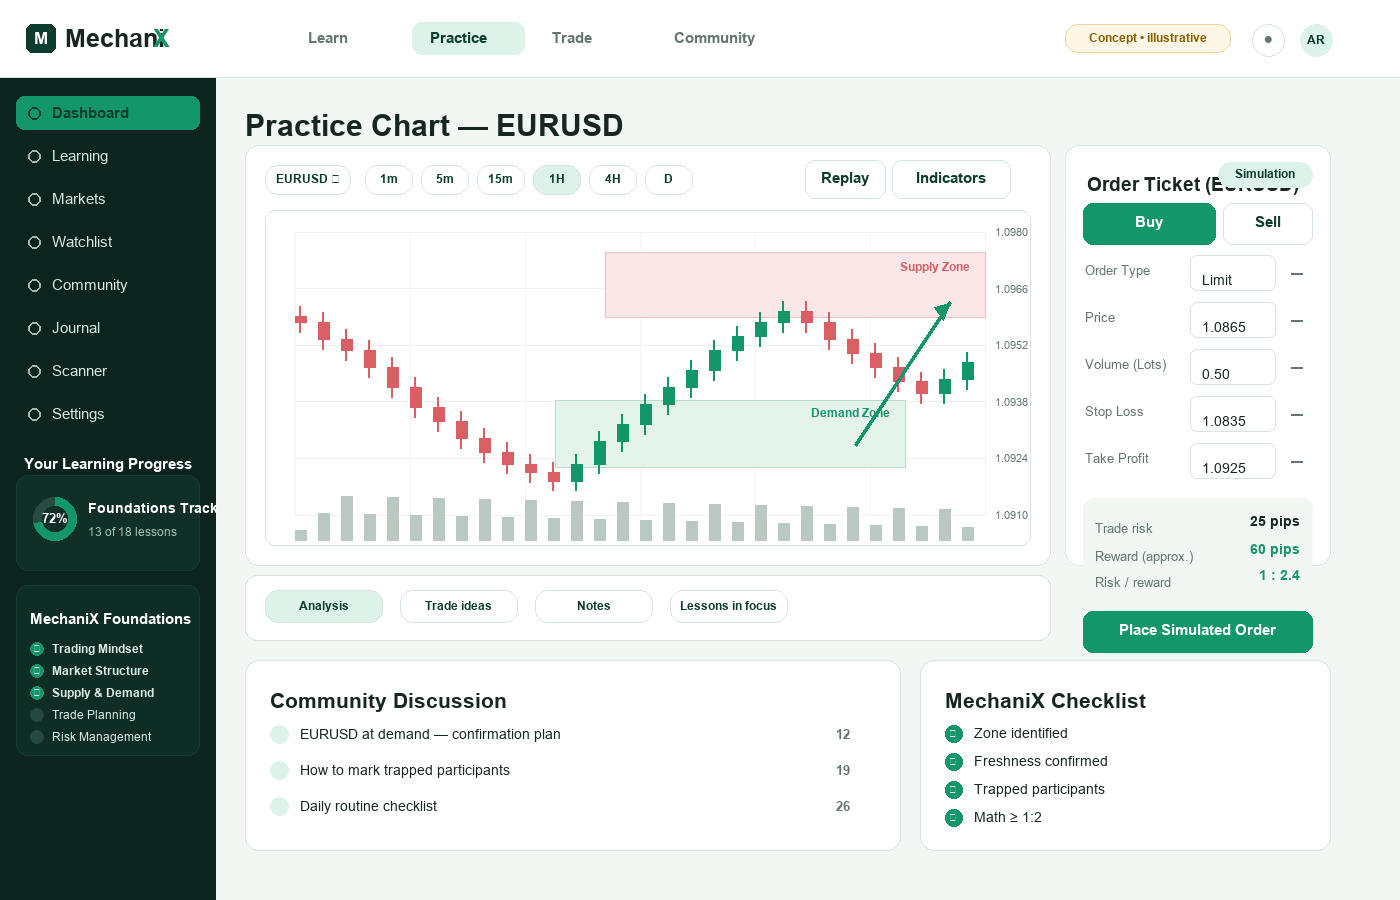 M MechaniX
Learn
Practice
Trade
Community
Concept • illustrative
AR
Dashboard
Learning
Markets
Watchlist
Community
Journal
Scanner
Settings
Your Learning Progress
72%
Foundations Track
13 of 18 lessons
MechaniX Foundations
Trading Mindset
Market Structure
Supply & Demand
Trade Planning
Risk Management
Practice Chart — EURUSD
EURUSD
1m
5m
15m
1H
4H
D
Replay
Indicators
Supply Zone
Demand Zone
1.0980
1.0966
1.0952
1.0938
1.0924
1.0910
Order Ticket (EURUSD)
Simulation
Buy
Sell
Order Type
Limit
Price
1.0865
Volume (Lots)
0.50
Stop Loss
1.0835
Take Profit
1.0925
Trade risk
25 pips
Reward (approx.)
60 pips
Risk / reward
1 : 2.4
Place Simulated Order
Analysis
Trade ideas
Notes
Lessons in focus
Community Discussion
EURUSD at demand — confirmation plan
12
How to mark trapped participants
19
Daily routine checklist
26
MechaniX Checklist
Zone identified
Freshness confirmed
Trapped participants
Math ≥ 1:2